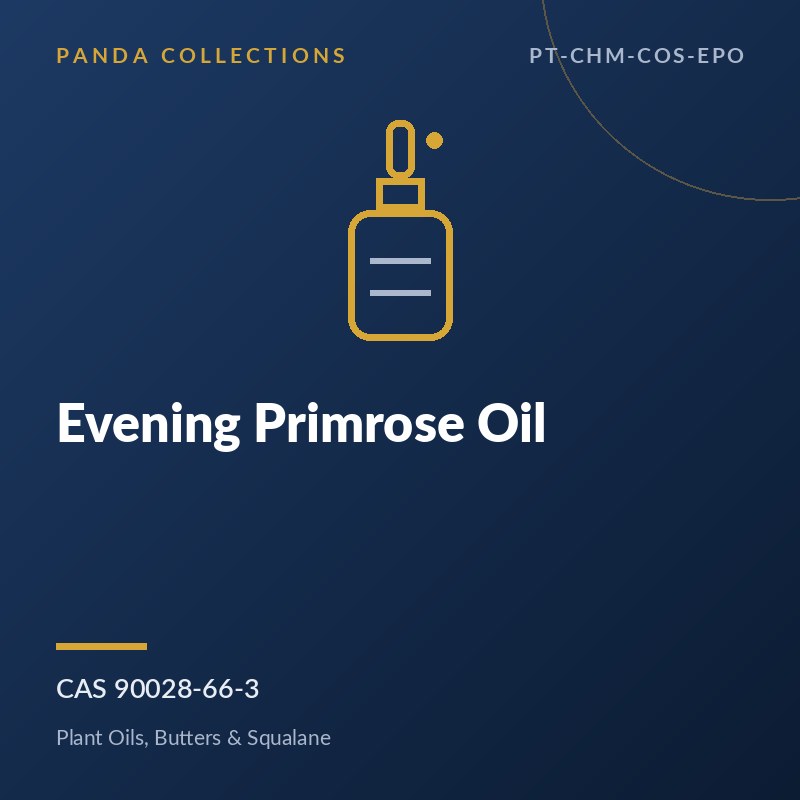 PANDA COLLECTIONS
PT-CHM-COS-EPO
Evening Primrose Oil
CAS 90028-66-3
Plant Oils, Butters & Squalane